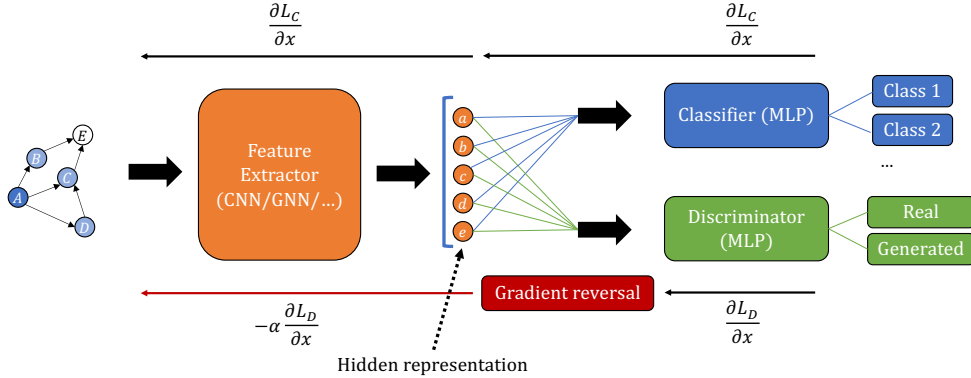 ∂L_C
∂x
∂L_C
∂x
E
B
C
A
D
Feature
Extractor
(CNN/GNN/...)
a
b
c
d
e
Classifier (MLP)
Class 1
Class 2
...
Discriminator
(MLP)
Real
Generated
Gradient reversal
−α ∂L_D
∂x
∂L_D
∂x
Hidden representation